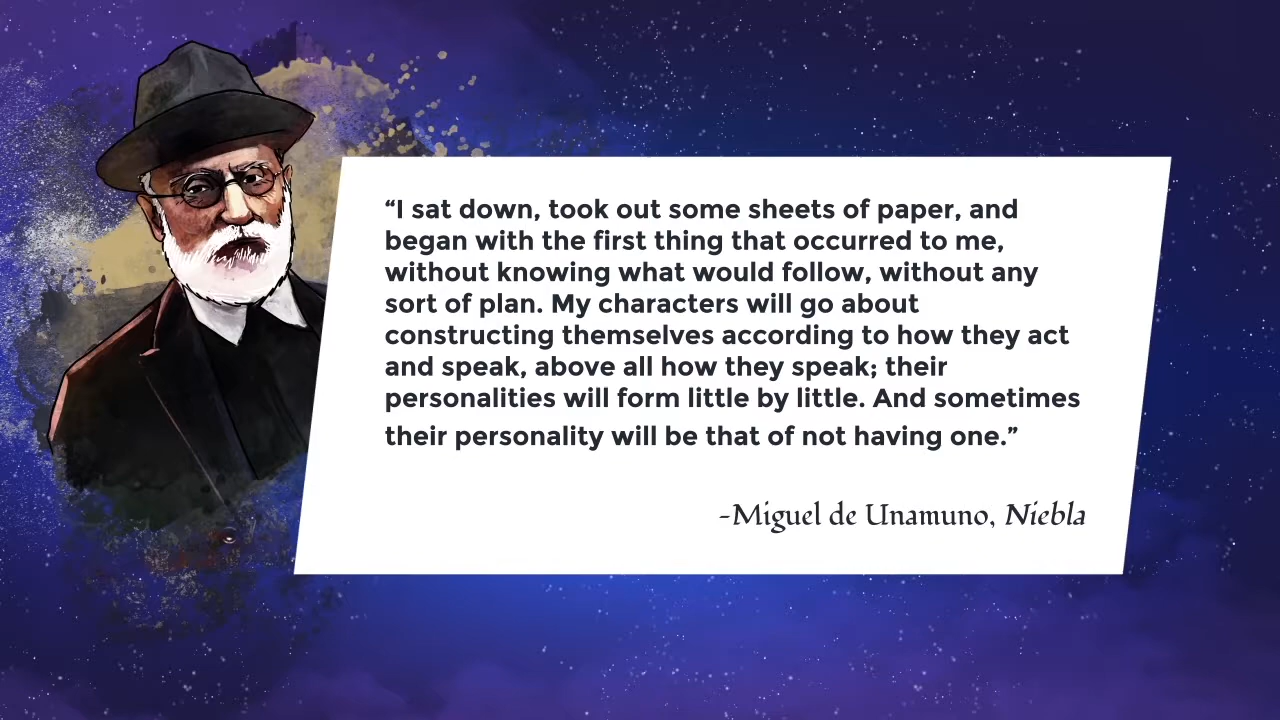 “I sat down, took out some sheets of paper, and
began with the first thing that occurred to me,
without knowing what would follow, without any
sort of plan. My characters will go about
constructing themselves according to how they act
and speak, above all how they speak; their
personalities will form little by little. And sometimes
their personality will be that of not having one.”
-Miguel de Unamuno, Niebla